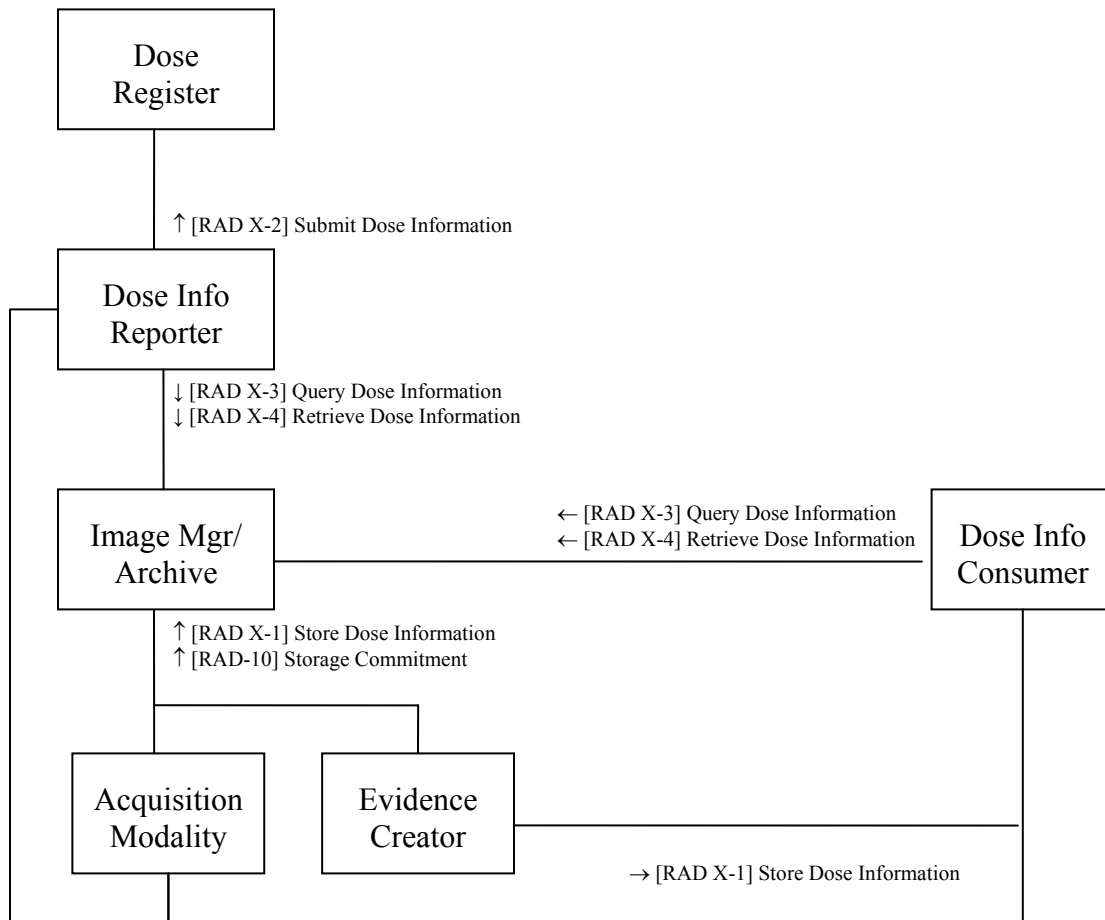 Dose
Register
↑ [RAD X-2] Submit Dose Information
Dose Info
Reporter
↓ [RAD X-3] Query Dose Information
↓ [RAD X-4] Retrieve Dose Information
Image Mgr/
Archive
← [RAD X-3] Query Dose Information
← [RAD X-4] Retrieve Dose Information
Dose Info
Consumer
↑ [RAD X-1] Store Dose Information
↑ [RAD-10] Storage Commitment
Acquisition
Modality
Evidence
Creator
→ [RAD X-1] Store Dose Information